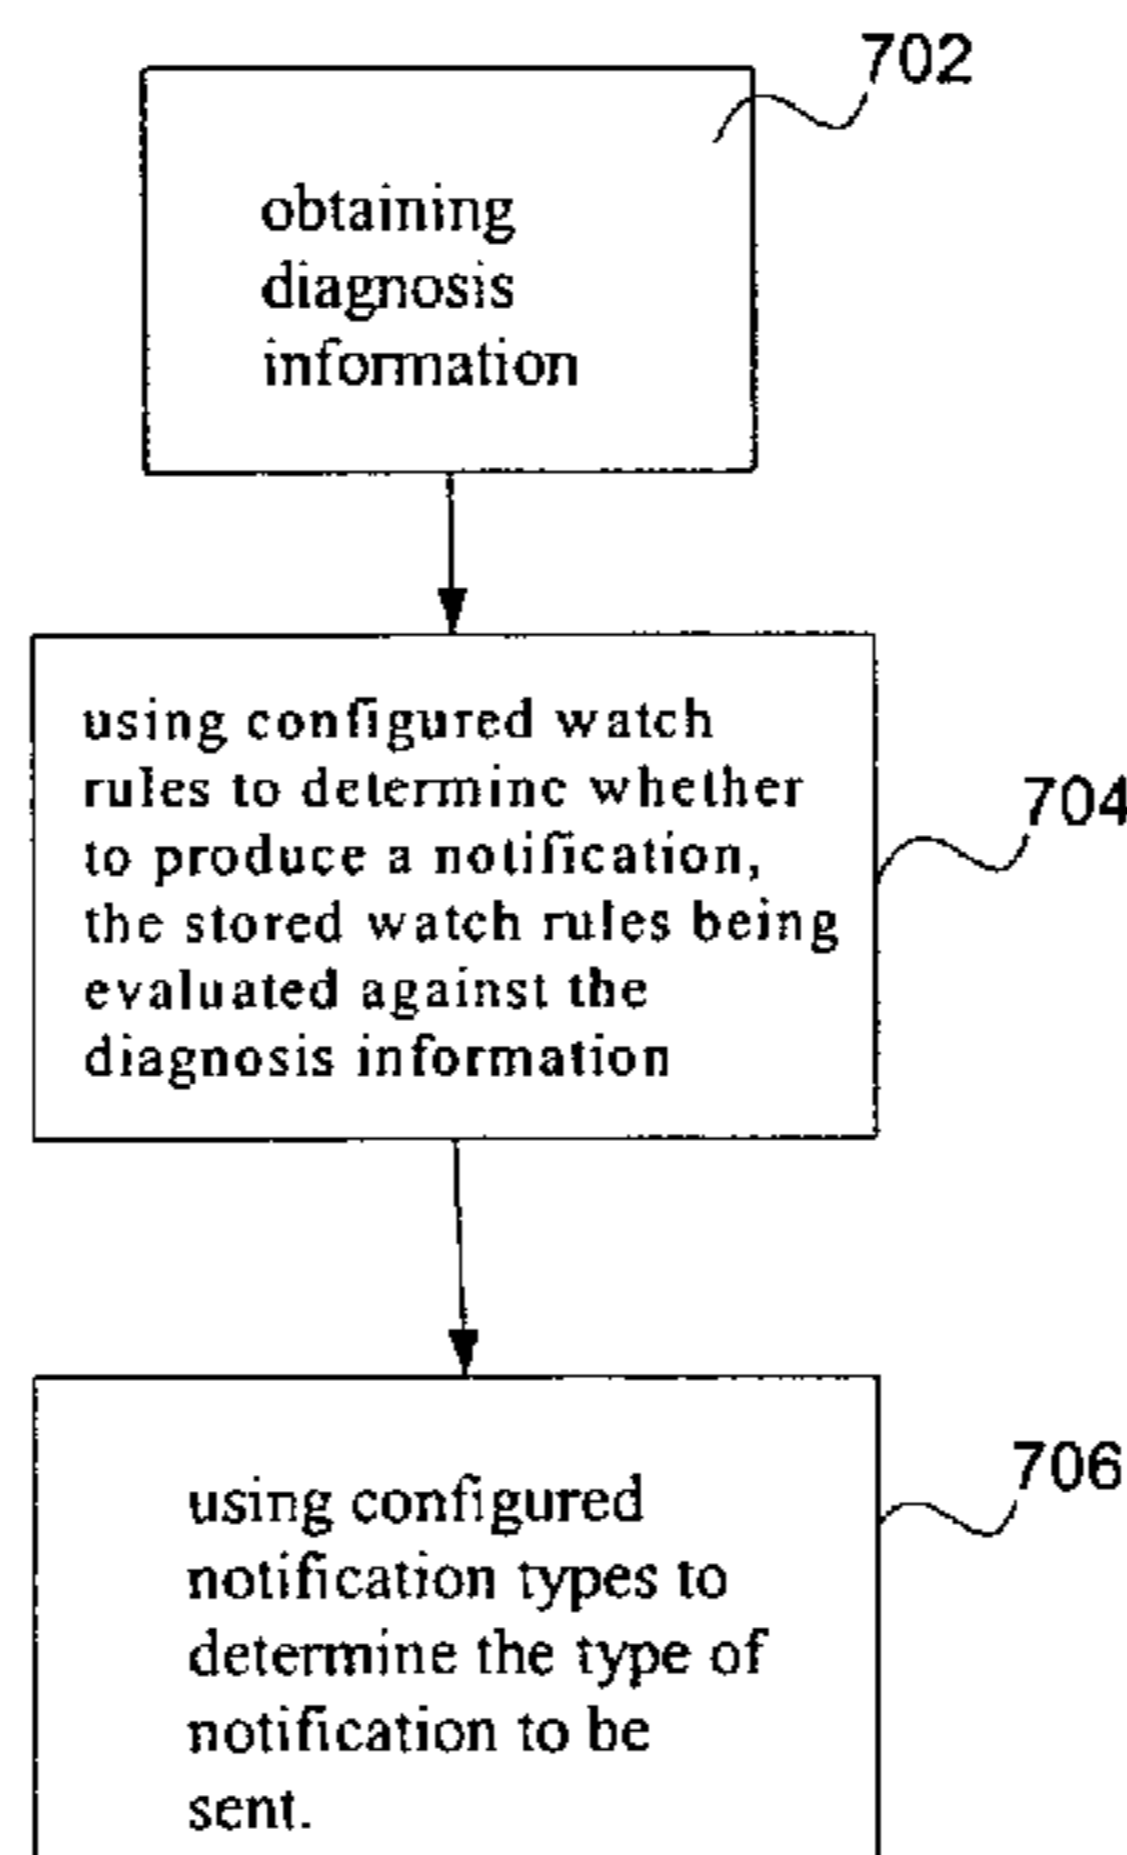 702
obtaining
diagnosis
information
using configured watch
rules to determine whether
to produce a notification,
the stored watch rules being
evaluated against the
diagnosis information
704
using configured
notification types to
determine the type of
notification to be
sent.
706